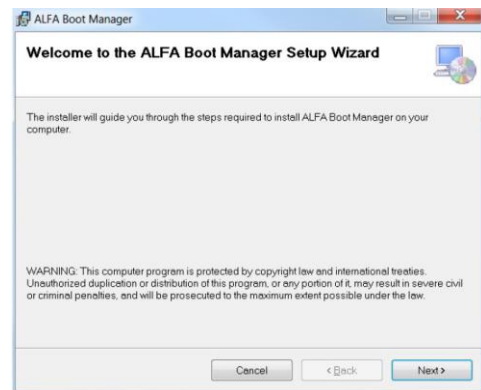 ALFA Boot Manager
Welcome to the ALFA Boot Manager Setup Wizard
The installer will guide you through the steps required to install ALFA Boot Manager on your
computer.
WARNING: This computer program is protected by copyright law and international treaties.
Unauthorized duplication or distribution of this program, or any portion of it, may result in severe civil
or criminal penalties, and will be prosecuted to the maximum extent possible under the law.
Cancel
< Back
Next >